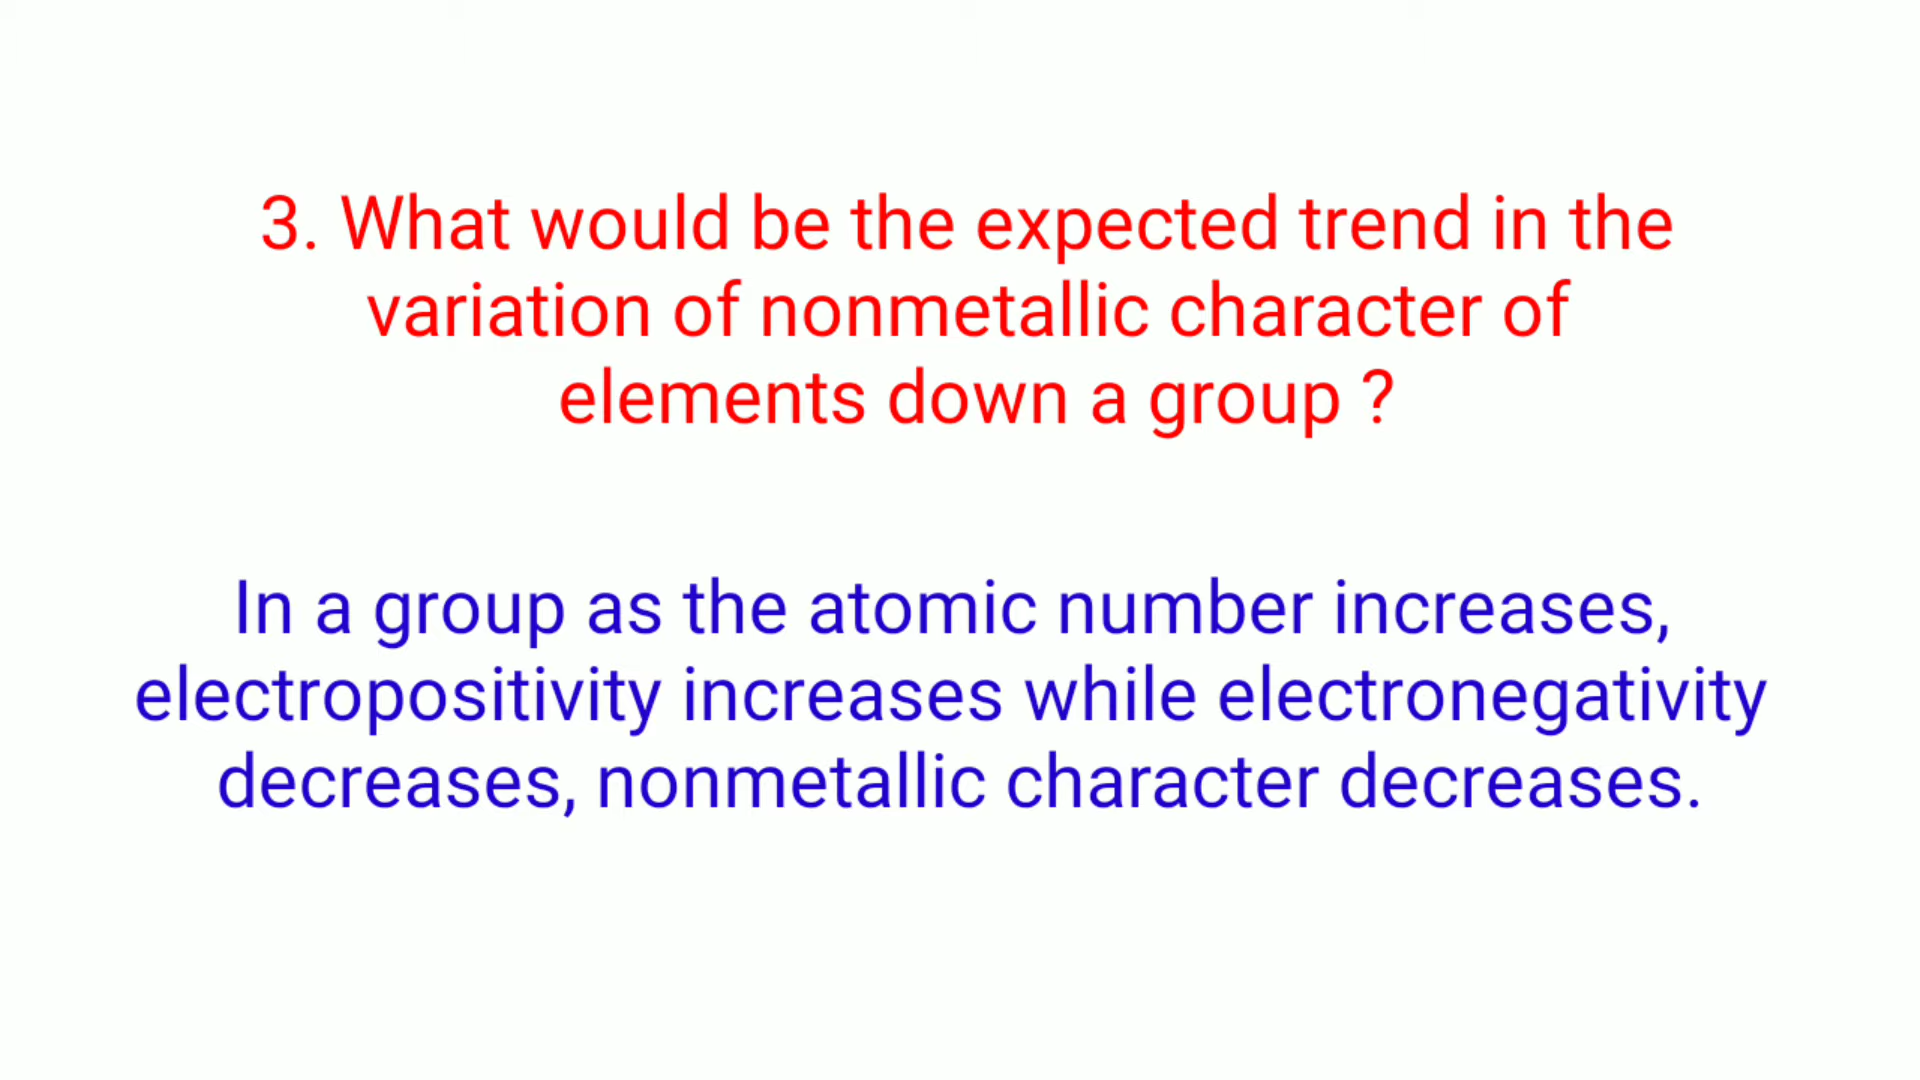 3. What would be the expected trend in the
variation of nonmetallic character of
elements down a group ?
In a group as the atomic number increases,
electropositivity increases while electronegativity
decreases, nonmetallic character decreases.